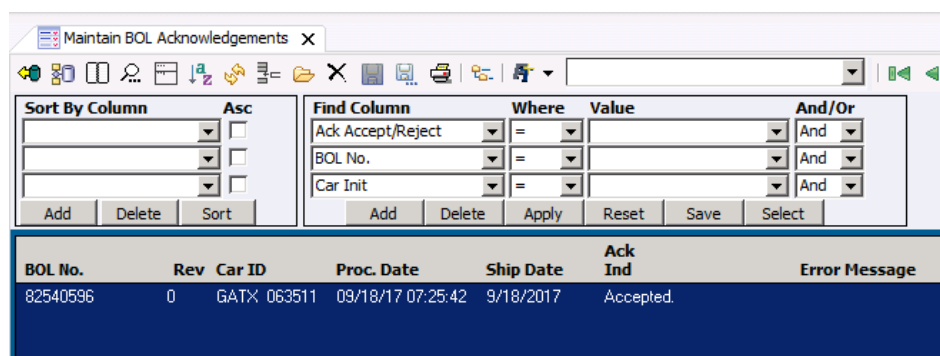 Maintain BOL Acknowledgements X
Sort By Column Asc Find Column Where Value And/Or
Ack Accept/Reject = And
BOL No. = And
Car Init = And
Add Delete Sort Add Delete Apply Reset Save Select
BOL No. Rev Car ID Proc. Date Ship Date Ack Ind Error Message
82540596 0 GATX 063511 09/18/17 07:25:42 9/18/2017 Accepted.